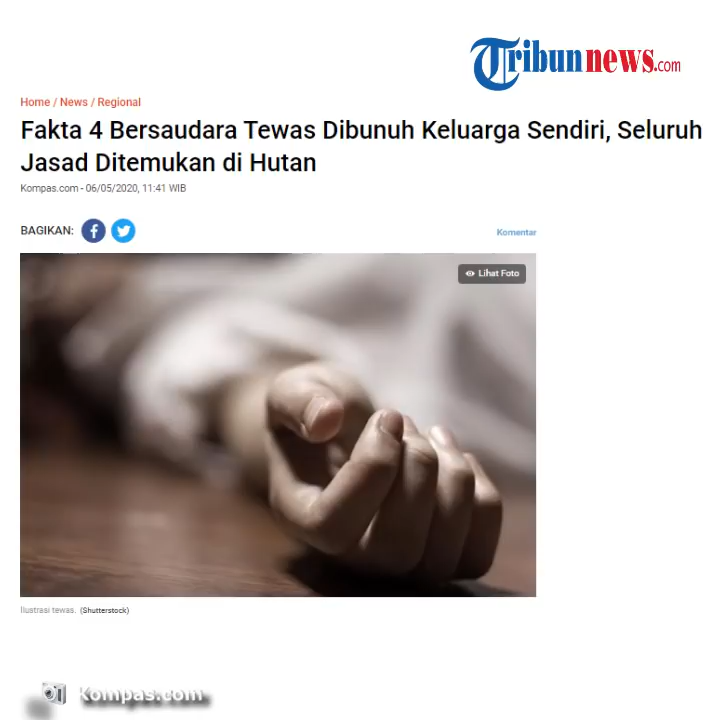 Tribunnews.com
Home / News / Regional
Fakta 4 Bersaudara Tewas Dibunuh Keluarga Sendiri, Seluruh
Jasad Ditemukan di Hutan
Kompas.com - 06/05/2020, 11:41 WIB
BAGIKAN:
Komentar
Lihat Foto
Ilustrasi tewas. (Shutterstock)
Kompas.com